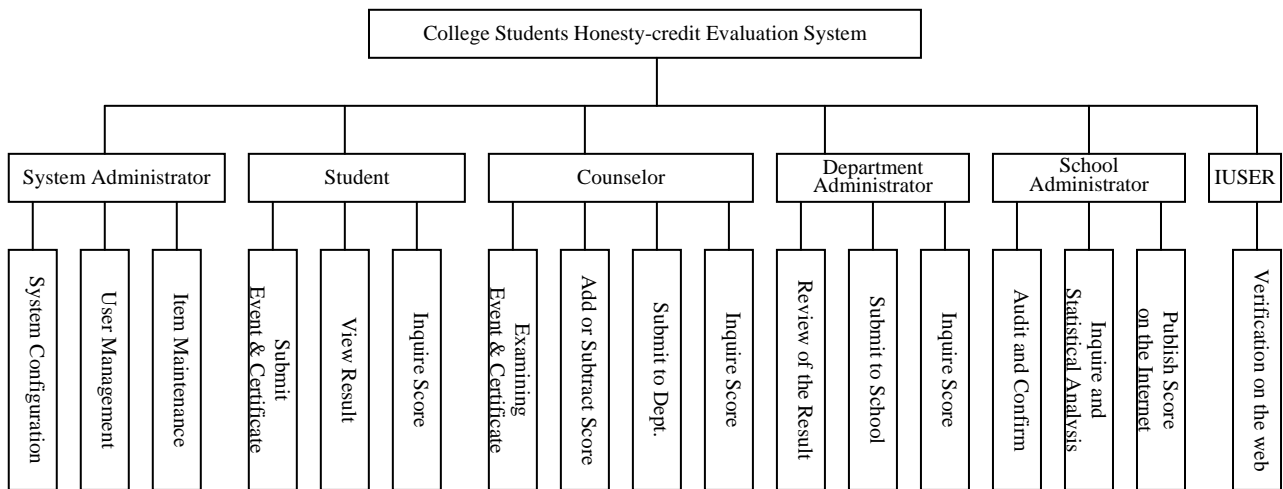 College Students Honesty-credit Evaluation System
System Administrator
Student
Counselor
Department
Administrator
School
Administrator
IUSER
System Configuration
User Management
Item Maintenance
Submit
Event & Certificate
View Result
Inquire Score
Examining
Event & Certificate
Add or Subtract Score
Submit to Dept.
Inquire Score
Review of the Result
Submit to School
Inquire Score
Audit and Confirm
Inquire and
Statistical Analysis
Publish Score
on the Internet
Verification on the web